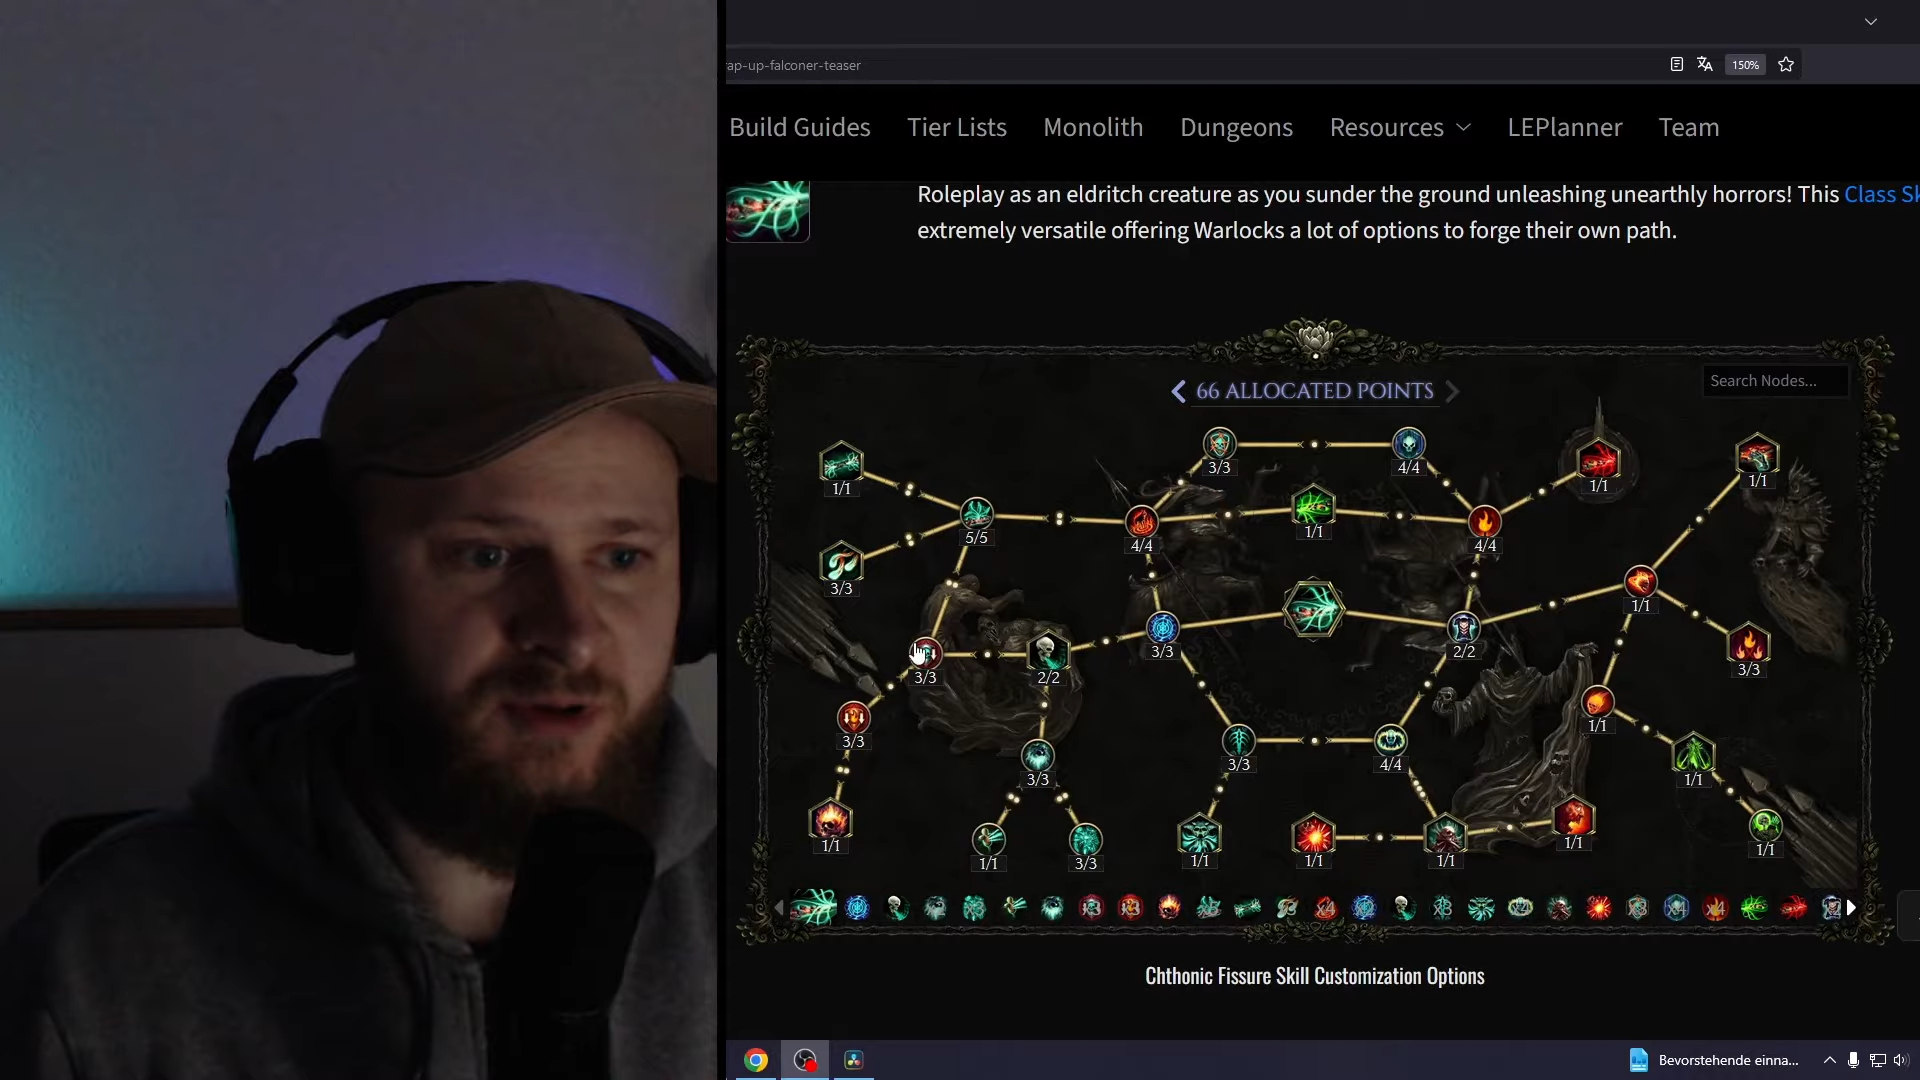 rap-up-falconer-teaser
150%
Build Guides
Tier Lists
Monolith
Dungeons
Resources
LEPlanner
Team
Roleplay as an eldritch creature as you sunder the ground unleashing unearthly horrors! This Class Sk
extremely versatile offering Warlocks a lot of options to forge their own path.
66 ALLOCATED POINTS
Search Nodes...
3/3
4/4
1/1
1/1
1/1
5/5
4/4
1/1
4/4
3/3
1/1
3/3
2/2
3/3
2/2
3/3
3/3
3/3
3/3
4/4
1/1
1/1
1/1
1/1
3/3
1/1
1/1
1/1
1/1
1/1
Chthonic Fissure Skill Customization Options
Bevorstehende einna...